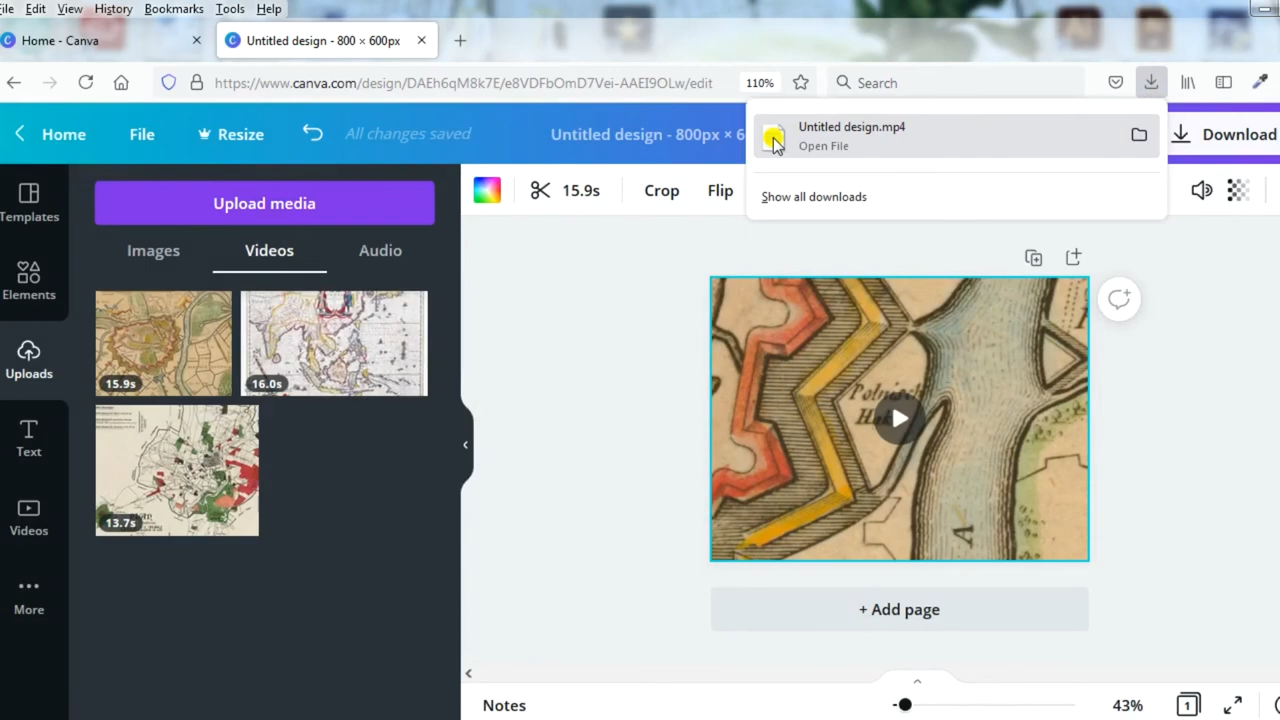 File Edit View History Bookmarks Tools Help
Home - Canva
Untitled design - 800 × 600px
https://www.canva.com/design/DAEh6qM8k7E/e8VDFbOmD7Vei-AAEI9OLw/edit
110%
Search
Untitled design.mp4
Open File
Show all downloads
Home File Resize All changes saved Untitled design - 800px × 6
Download
15.9s Crop Flip
Upload media
Images Videos Audio
Templates
Elements
Uploads
Text
Videos
More
15.9s
16.0s
13.7s
A
+ Add page
Notes
43%
1